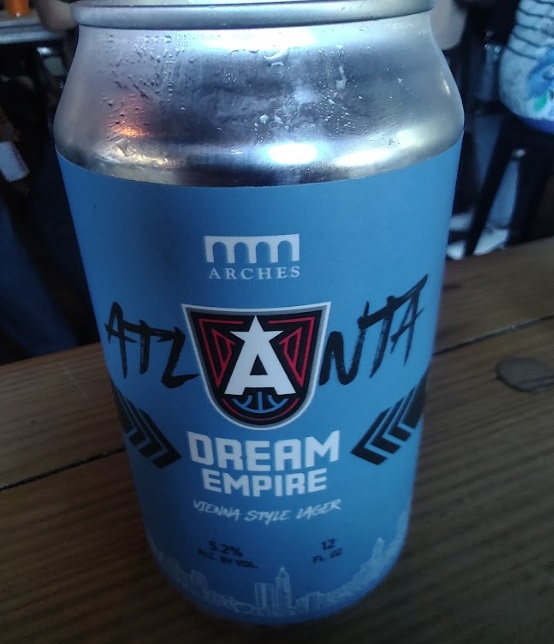 ARCHES
ATLANTA
DREAM
EMPIRE
VIENNA STYLE LAGER
5.2%
ALC. BY VOL.
12
FL. OZ